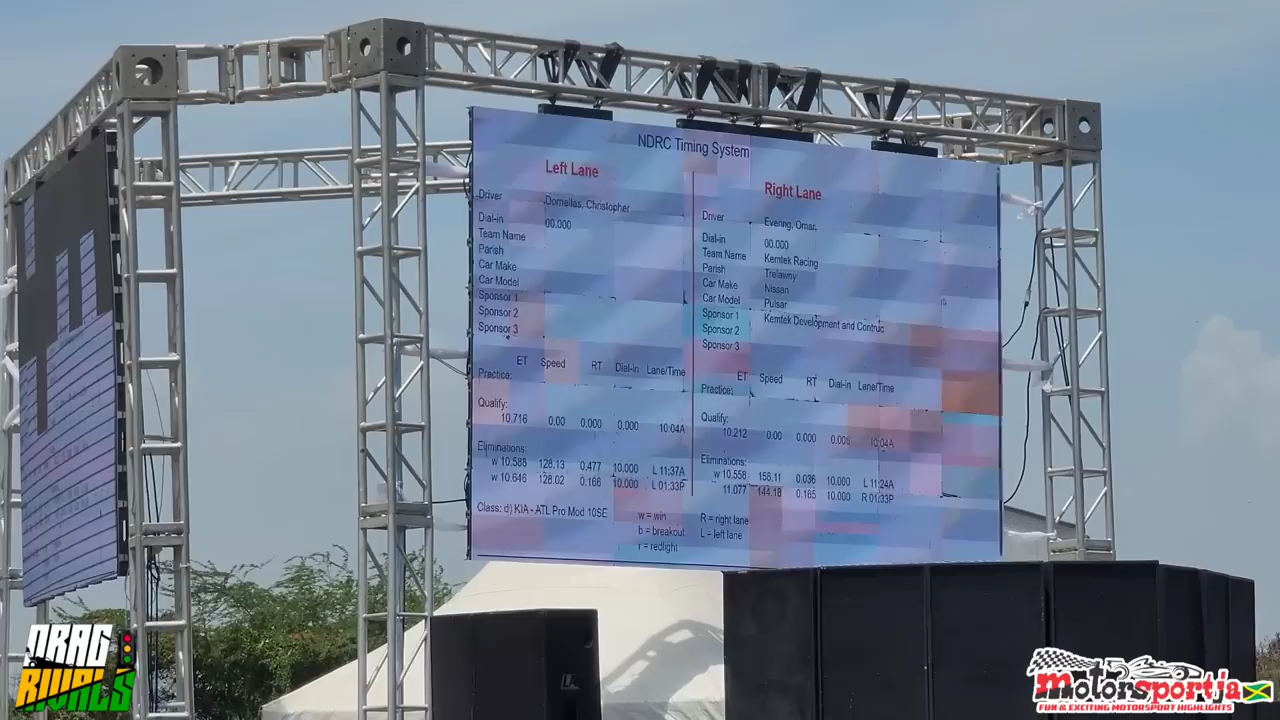 NDRC Timing System
Left Lane
Driver Dornellas, Christopher
Dial-in 00.000
Team Name
Parish
Car Make
Car Model
Sponsor 1
Sponsor 2
Sponsor 3
ET Speed RT Dial-in Lane/Time
Practice:
Qualify:
10.716 0.00 0.000 0.000 10:04A
Eliminations:
w 10.588 128.13 0.477 10.000 L 11:37A
w 10.646 128.02 0.166 10.000 L 01:33P
Class: d) KIA - ATL Pro Mod 10SE
Right Lane
Driver Evering, Omar,
Dial-in 00.000
Team Name Kemtek Racing
Parish Trelawny
Car Make Nissan
Car Model Pulsar
Sponsor 1 Kemtek Development and Contruc
Sponsor 2
Sponsor 3
ET Speed RT Dial-in Lane/Time
Practice:
Qualify:
10.212 0.00 0.000 0.000 10:04A
Eliminations:
w 10.558 158.11 0.036 10.000 L 11:24A
11.077 144.18 0.165 10.000 R 01:33P
w = win R = right lane
b = breakout L = left lane
r = redlight
DRAG
RIVALS
motorsportja
FUN & EXCITING MOTORSPORT HIGHLIGHTS